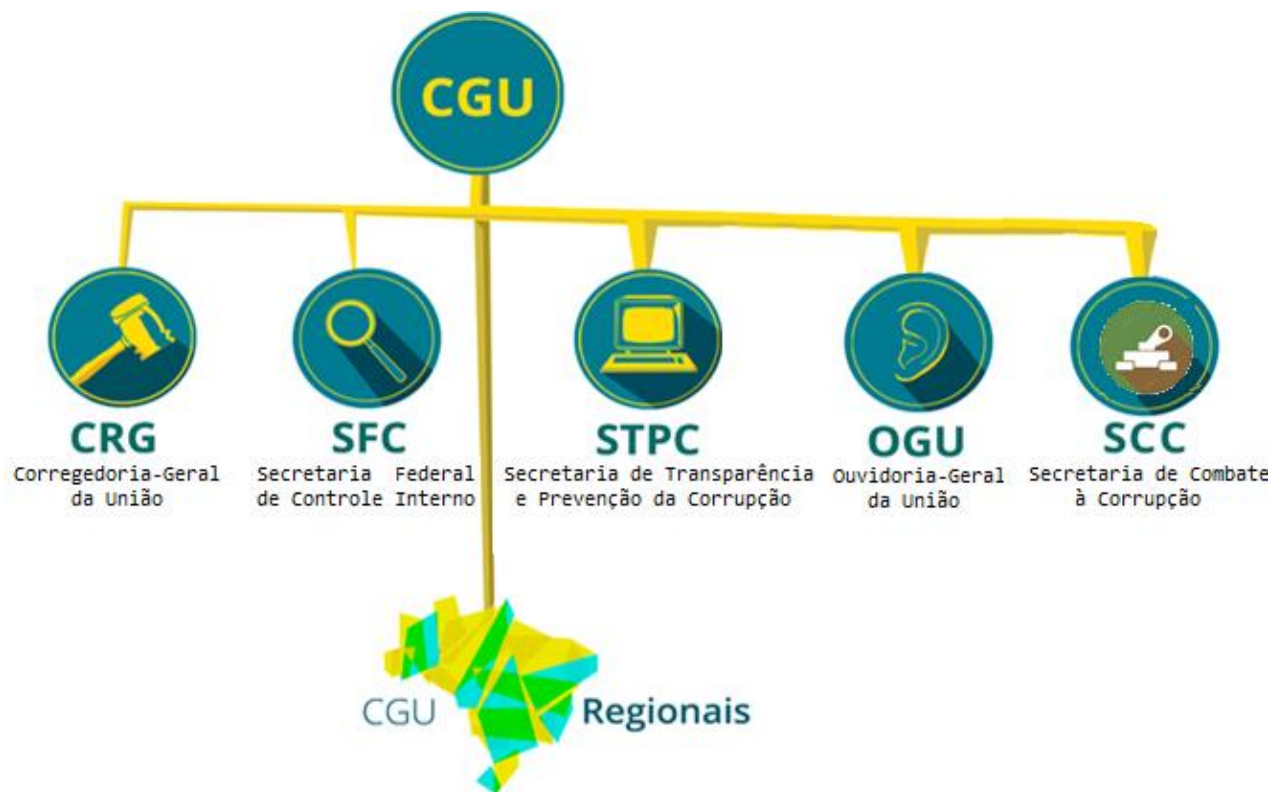 CGU
CRG
Corregedoria-Geral
da União
SFC
Secretaria Federal
de Controle Interno
STPC
Secretaria de Transparência
e Prevenção da Corrupção
OGU
Ouvidoria-Geral
da União
SCC
Secretaria de Combate
à Corrupção
CGU Regionais